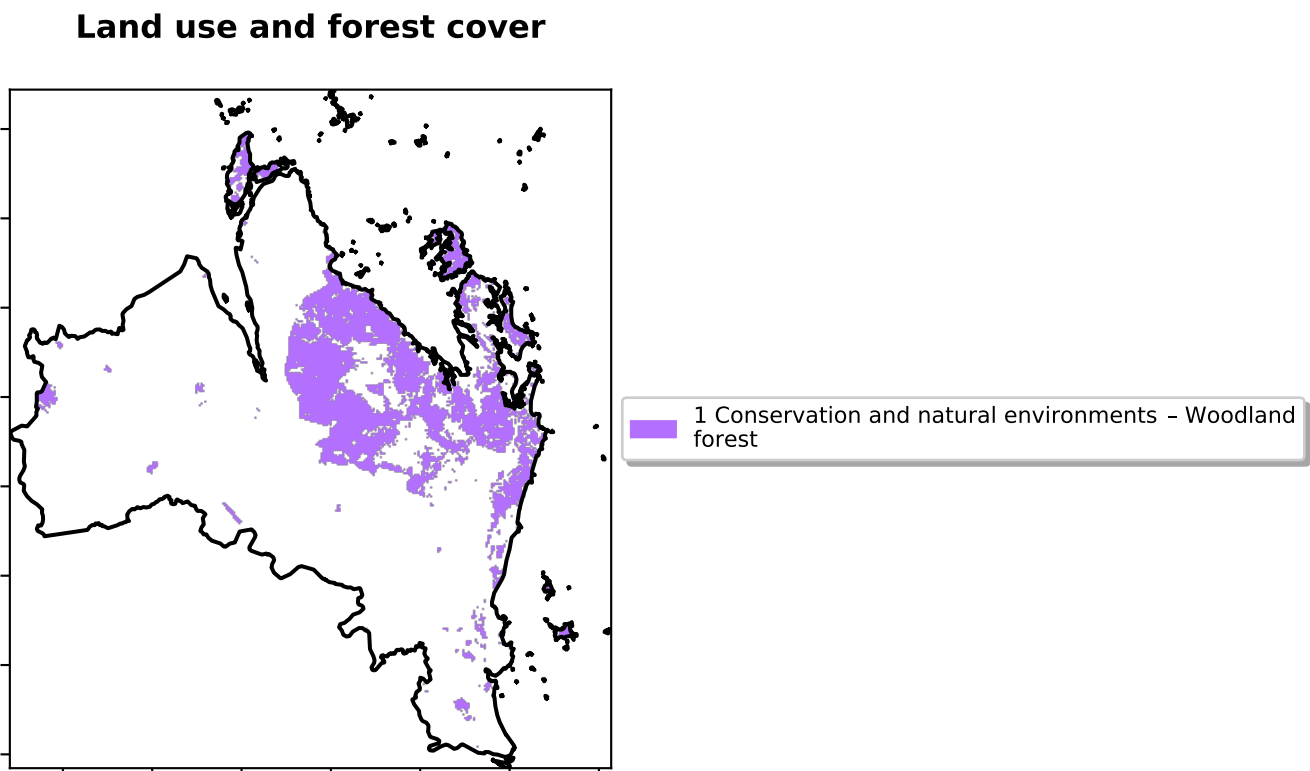 Land use and forest cover
1 Conservation and natural environments – Woodland
forest